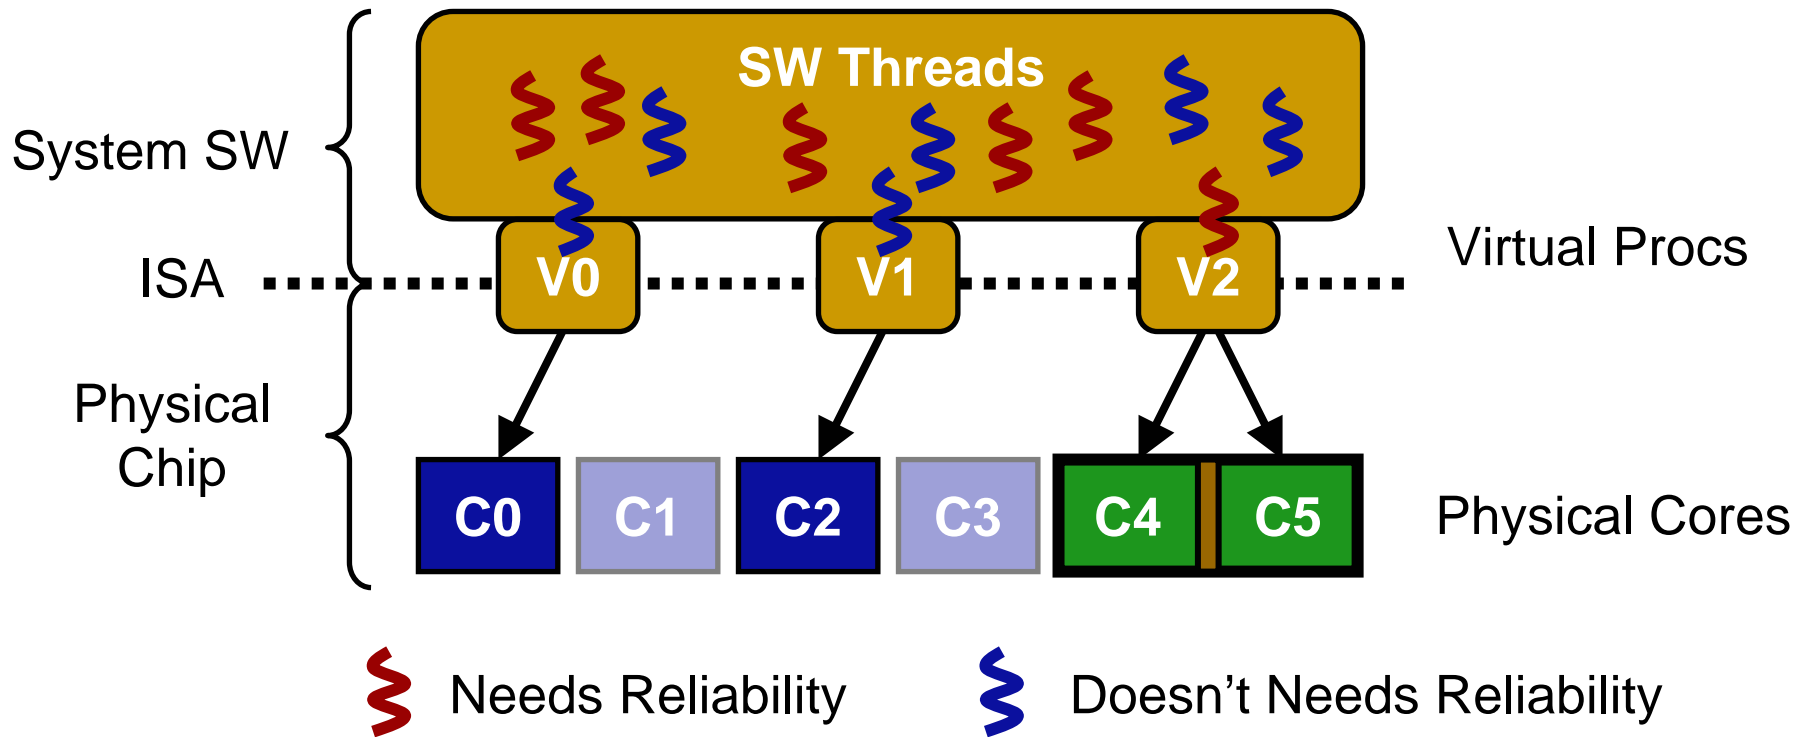 SW Threads
System SW
V0
V1
V2
Virtual Procs
ISA
Physical
Chip
C0
C1
C2
C3
C4
C5
Physical Cores
Needs Reliability
Doesn't Needs Reliability